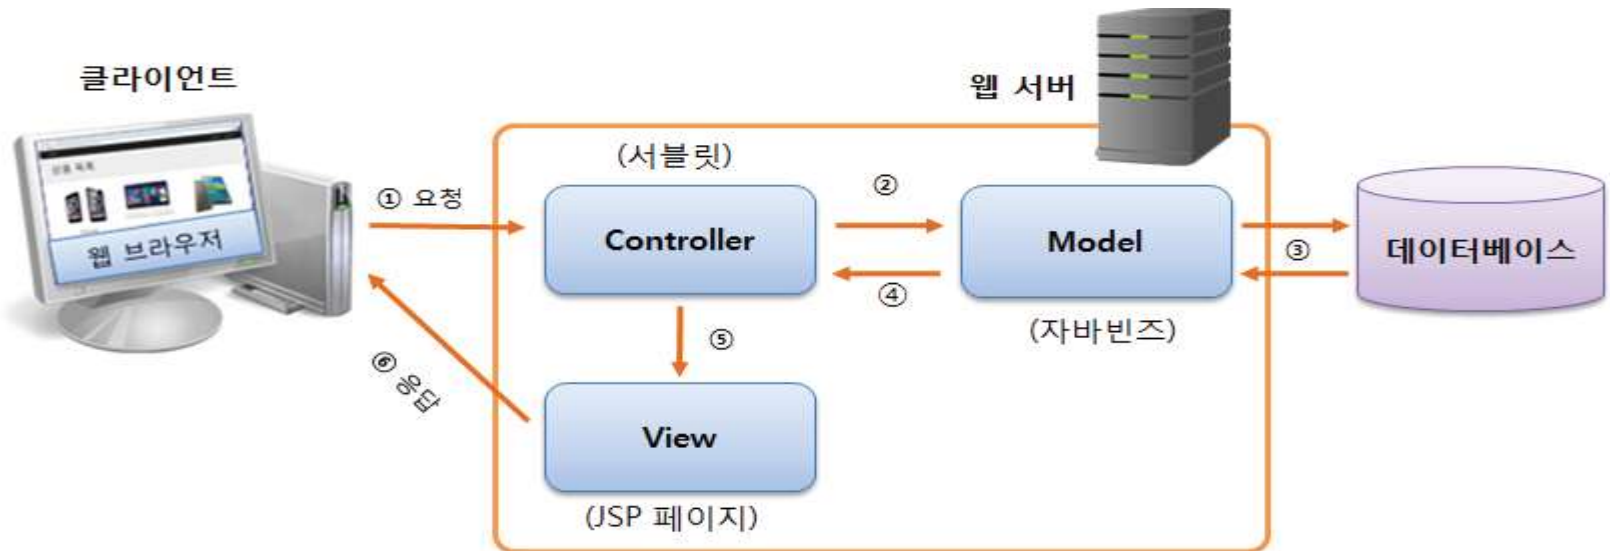 클라이언트
웹 서버
웹 브라우저
(서블릿)
① 요청
Controller
②
Model
③
데이터베이스
④
(자바빈즈)
⑤
⑥ 응답
View
(JSP 페이지)